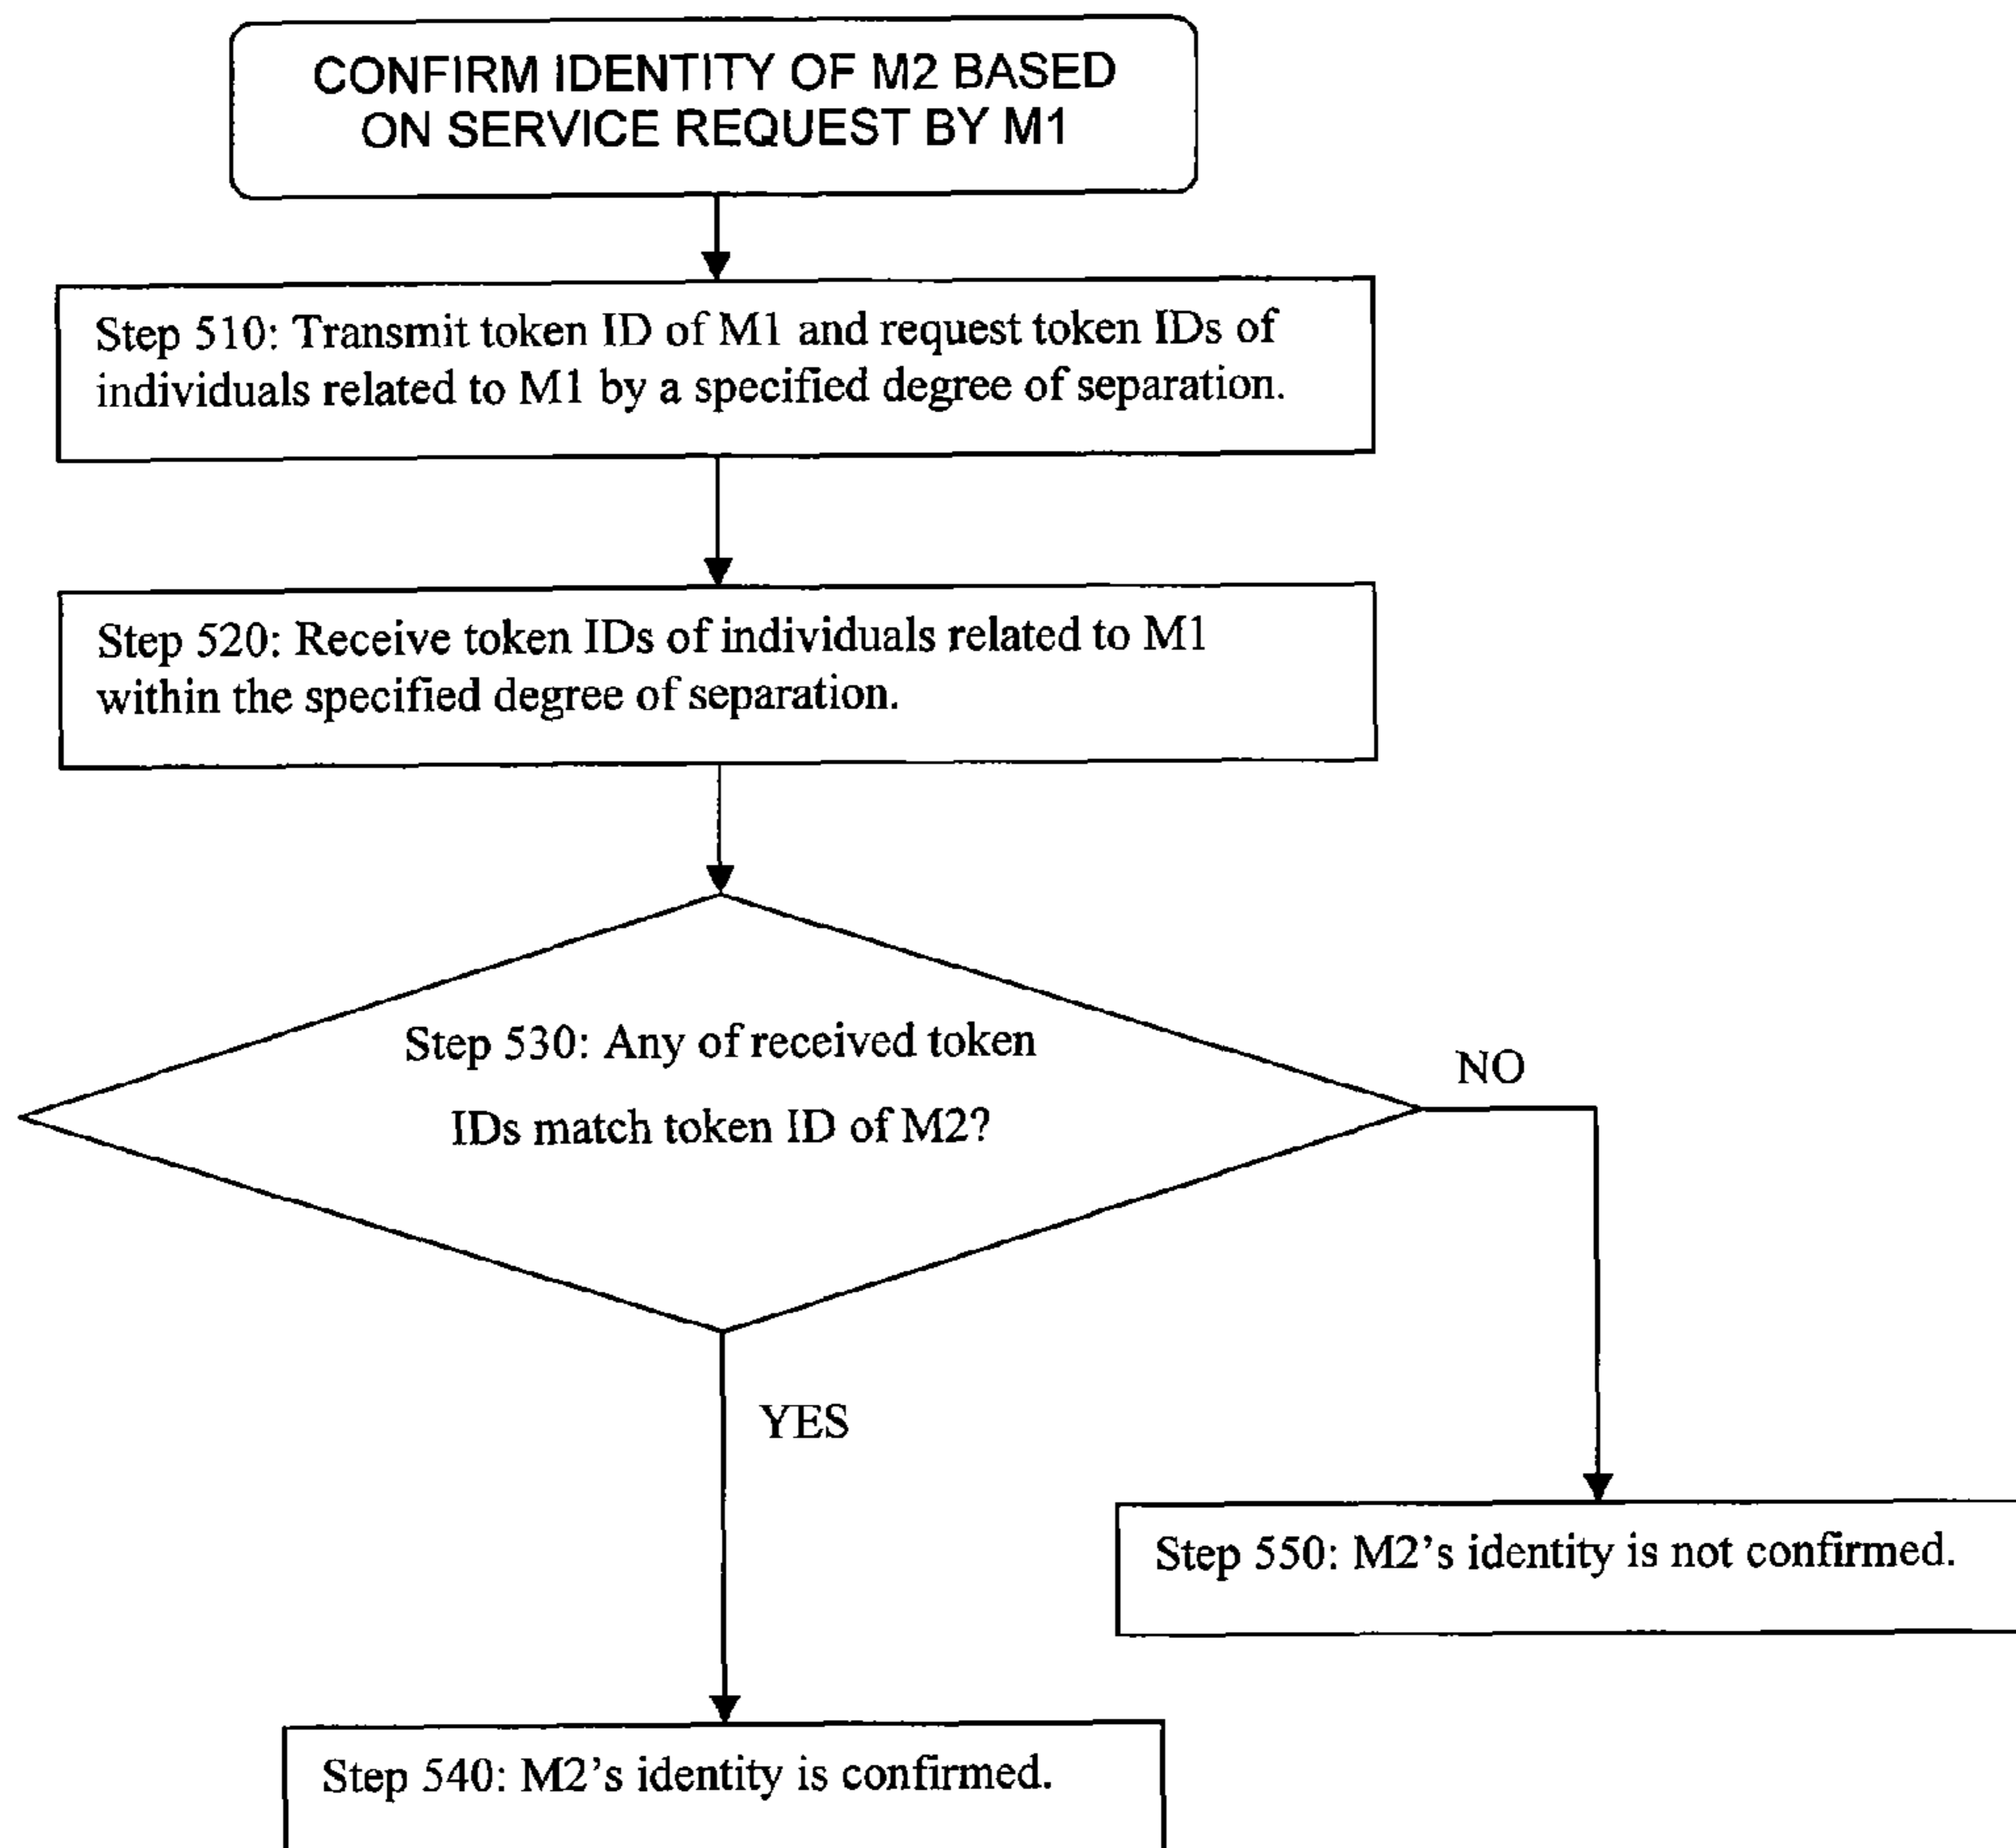 CONFIRM IDENTITY OF M2 BASED
ON SERVICE REQUEST BY M1
Step 510: Transmit token ID of M1 and request token IDs of
individuals related to M1 by a specified degree of separation.
Step 520: Receive token IDs of individuals related to M1
within the specified degree of separation.
Step 530: Any of received token
IDs match token ID of M2?
NO
YES
Step 550: M2’s identity is not confirmed.
Step 540: M2’s identity is confirmed.